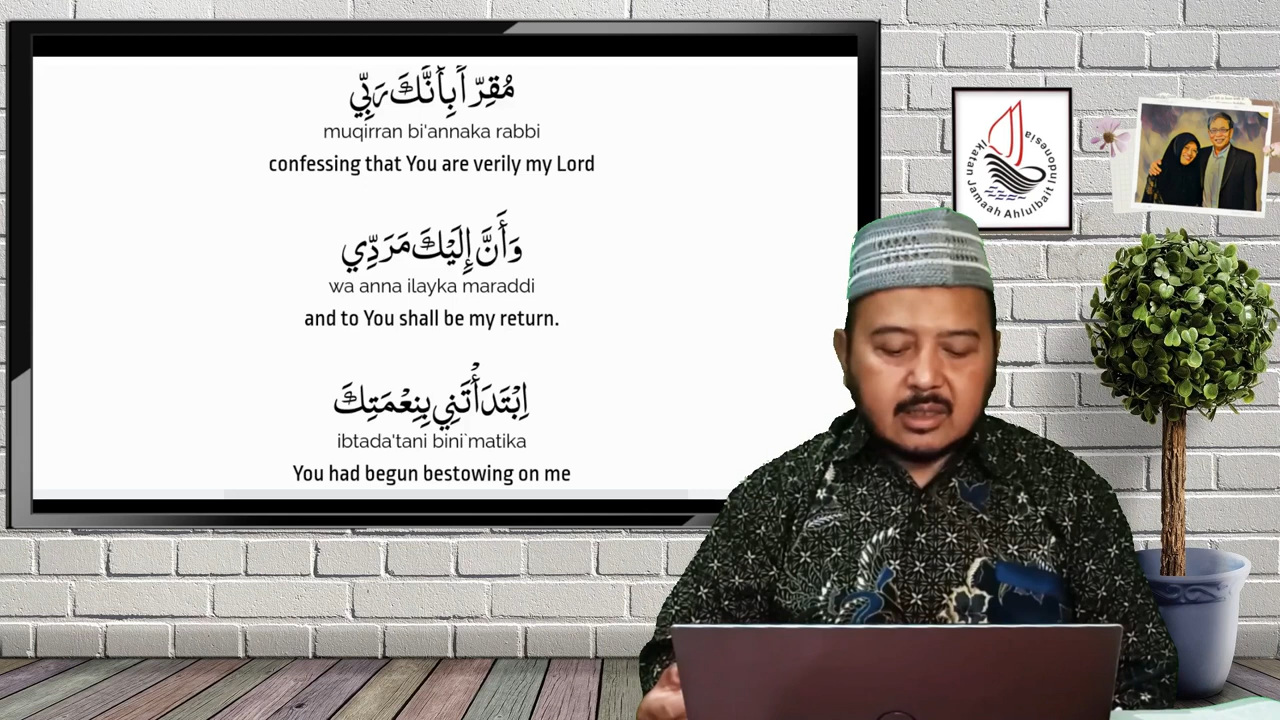 مُقِرّاً بِأَنَّكَ رَبِّي
muqirran bi'annaka rabbi
confessing that You are verily my Lord
وَأَنَّ إِلَيْكَ مَرَدِّي
wa anna ilayka maraddi
and to You shall be my return.
اِبْتَدَأْتَنِي بِنِعْمَتِكَ
ibtada'tani bini`matika
You had begun bestowing on me
Ikatan Jamaah Ahlulbait Indonesia